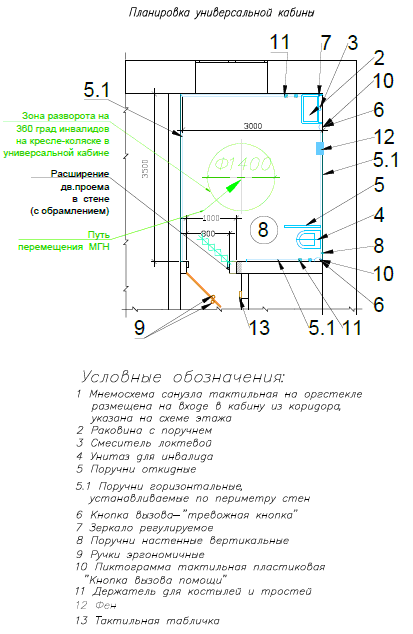 Планировка универсальной кабины
11
7
3
2
10
6
12
5.1
5
4
8
10
6
5.1
Зона разворота на
360 град инвалидов
на кресле-коляске в
универсальной кабине
Расширение
дв.проема
в стене
(с обрамлением)
Путь
перемещения МГН
3000
3500
Ф1400
1000
800
8
9
13
5.1
11
Условные обозначения:
1 Мнемосхема санузла тактильная на оргстекле
размещена на входе в кабину из коридора,
указана на схеме этажа
2 Раковина с поручнем
3 Смеситель локтевой
4 Унитаз для инвалида
5 Поручни откидные
5.1 Поручни горизонтальные,
устанавливаемые по периметру стен
6 Кнопка вызова–"тревожная кнопка"
7 Зеркало регулируемое
8 Поручни настенные вертикальные
9 Ручки эргономичные
10 Пиктограмма тактильная пластиковая
"Кнопка вызова помощи"
11 Держатель для костылей и тростей
12 Фен
13 Тактильная табличка